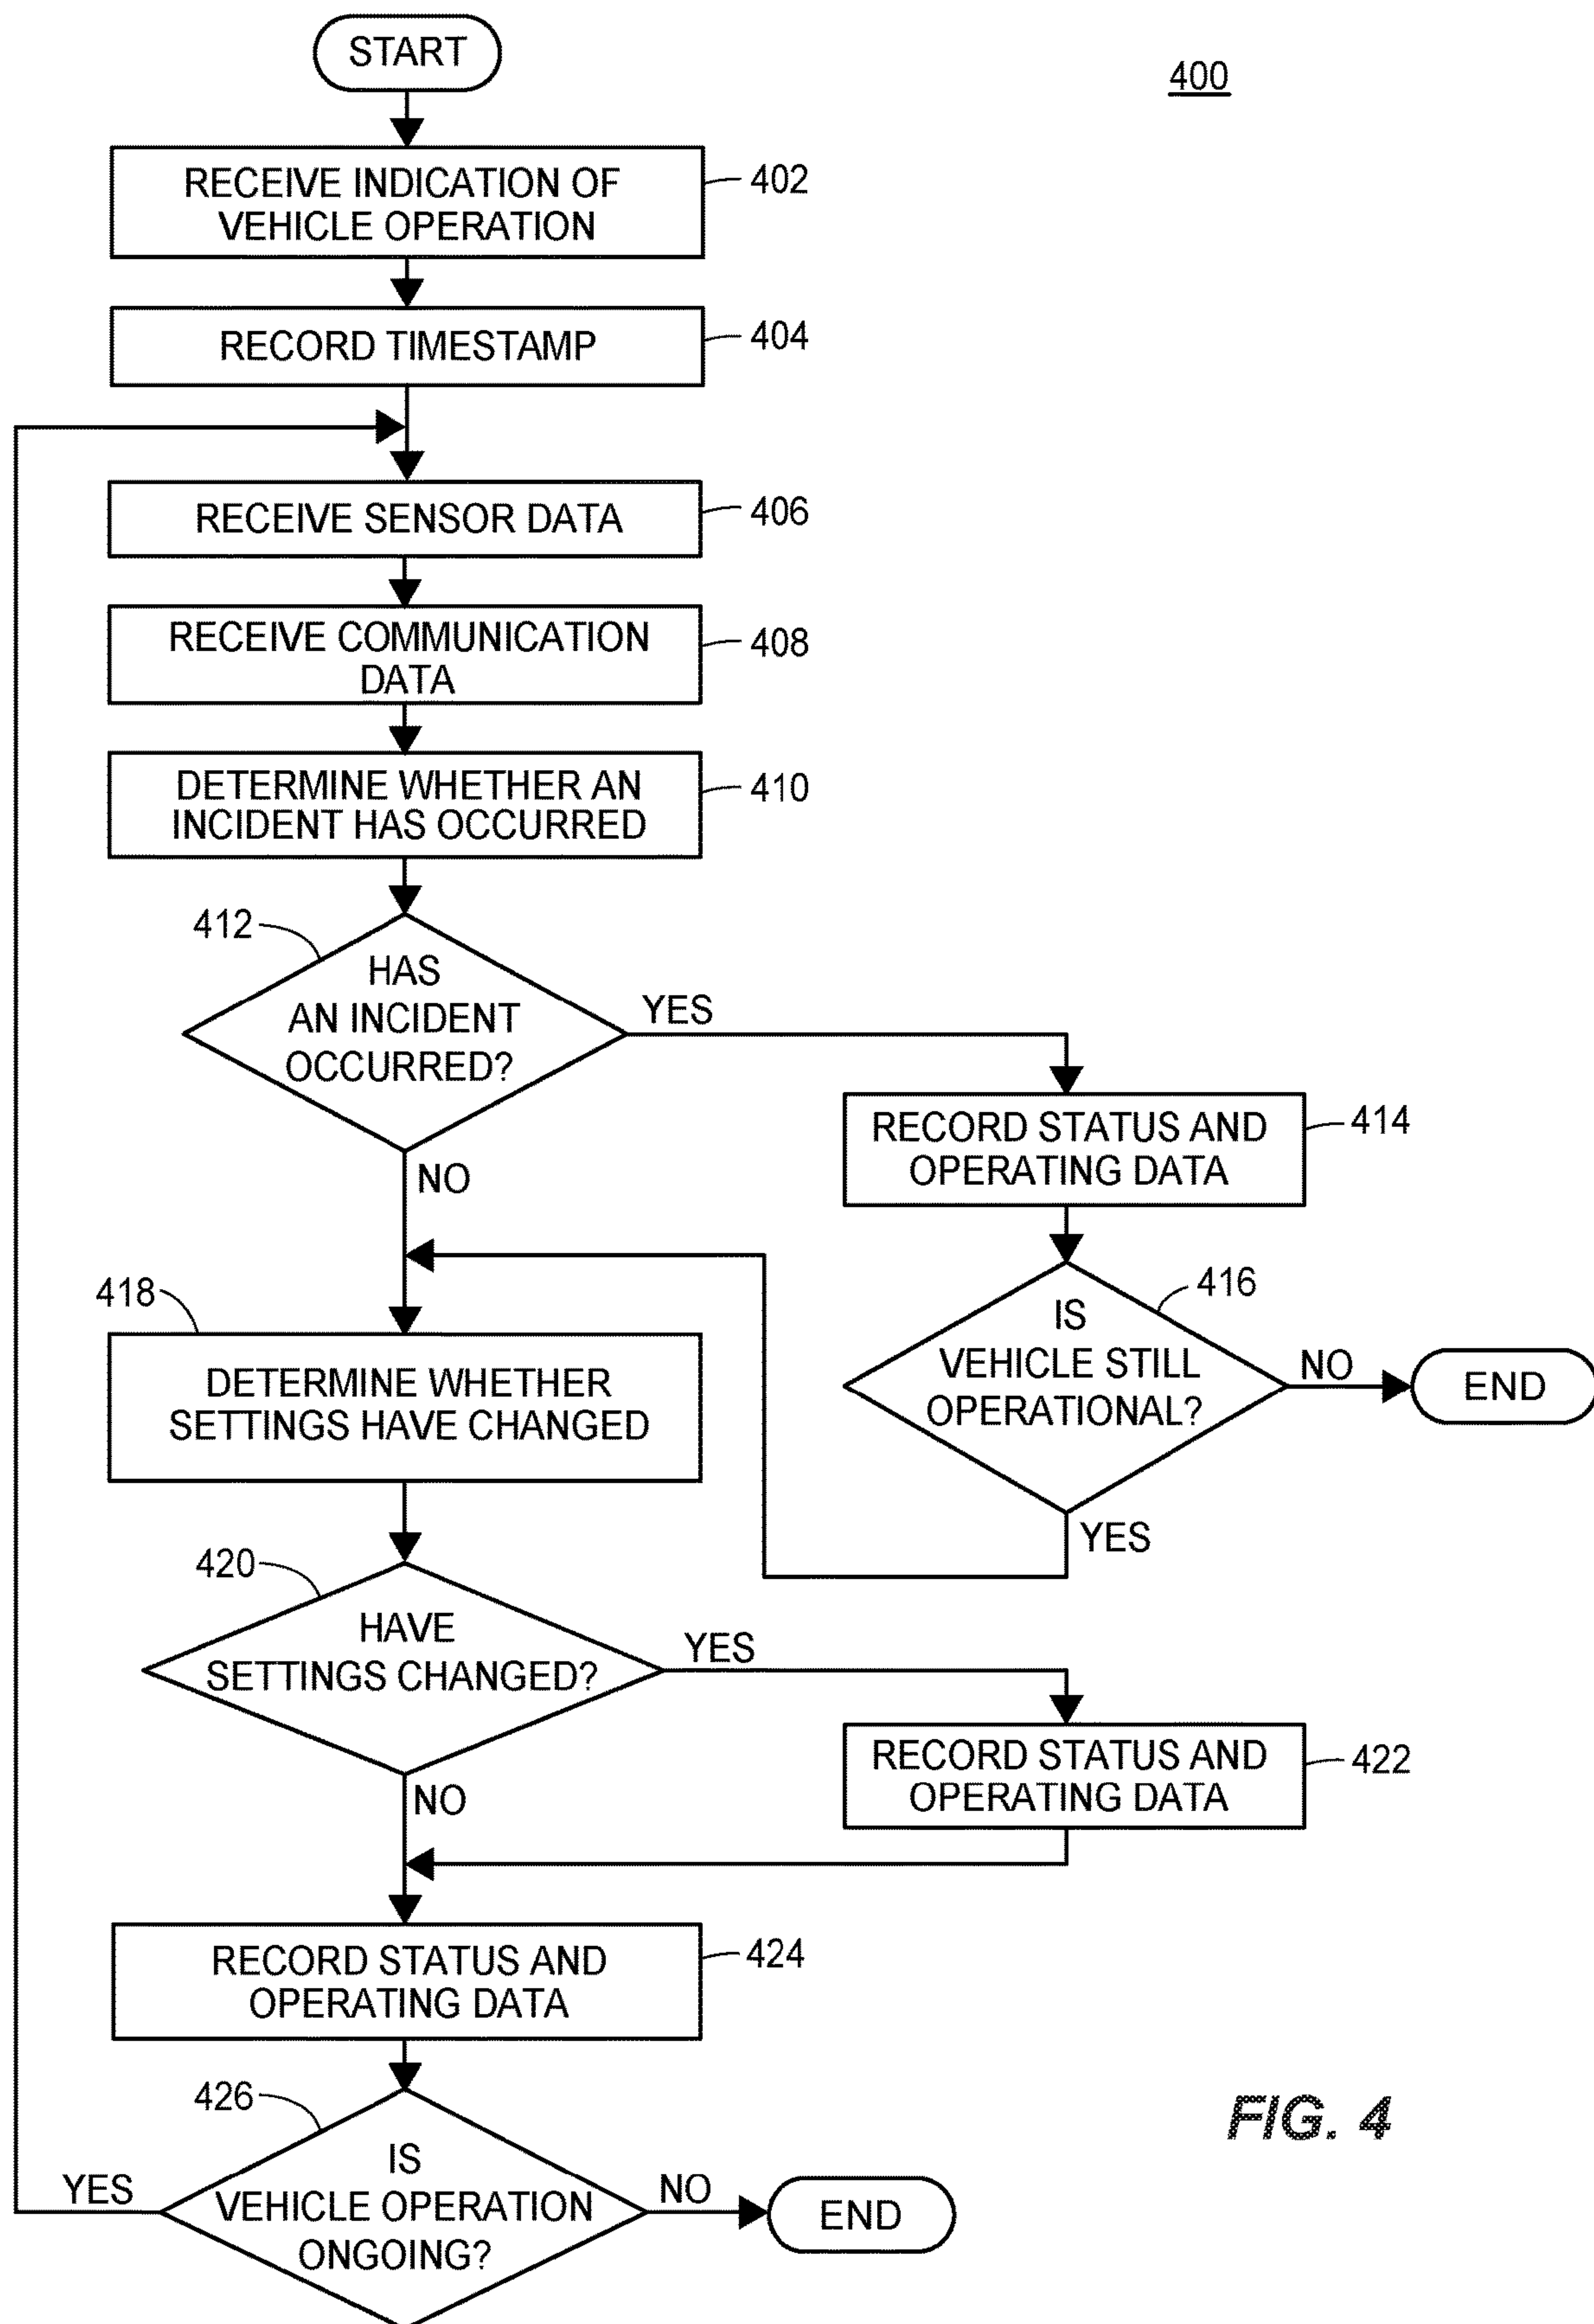 START
400
RECEIVE INDICATION OF
VEHICLE OPERATION
402
RECORD TIMESTAMP
404
RECEIVE SENSOR DATA
406
RECEIVE COMMUNICATION
DATA
408
DETERMINE WHETHER AN
INCIDENT HAS OCCURRED
410
412
HAS
AN INCIDENT
OCCURRED?
YES
NO
RECORD STATUS AND
OPERATING DATA
414
416
IS
VEHICLE STILL
OPERATIONAL?
NO
END
YES
418
DETERMINE WHETHER
SETTINGS HAVE CHANGED
420
HAVE
SETTINGS CHANGED?
YES
NO
RECORD STATUS AND
OPERATING DATA
422
RECORD STATUS AND
OPERATING DATA
424
426
IS
VEHICLE OPERATION
ONGOING?
YES
NO
END
FIG. 4